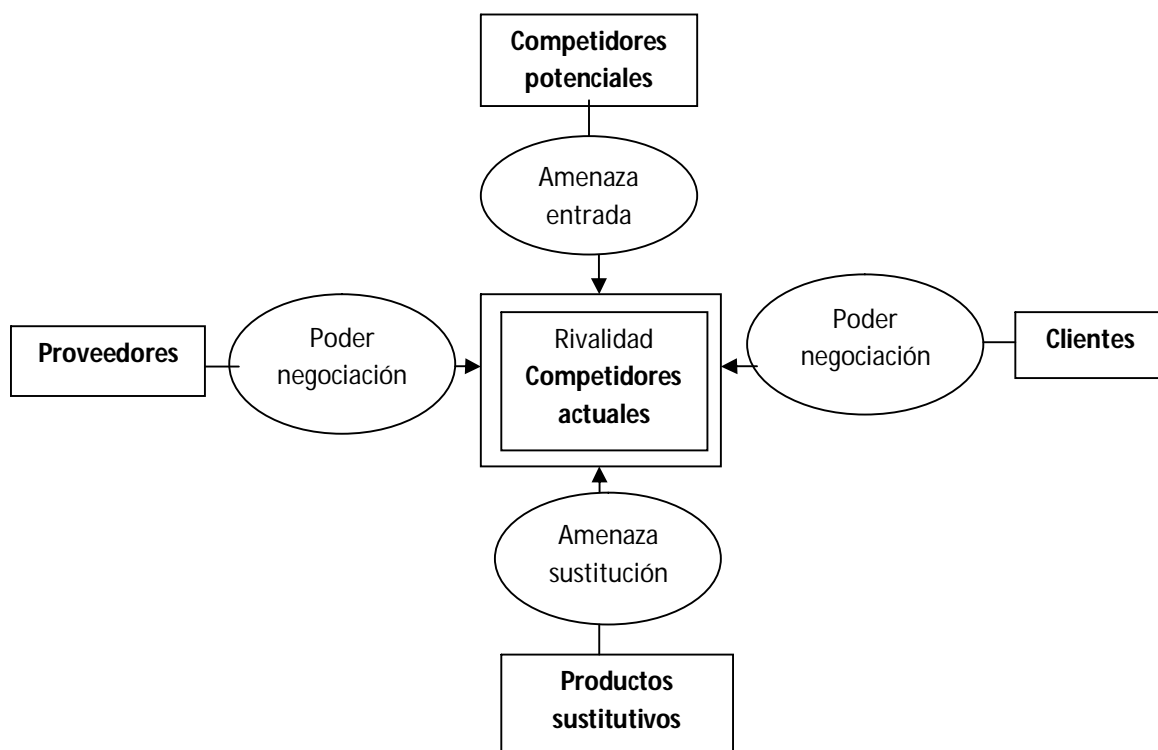 Competidores
potenciales
Amenaza
entrada
Proveedores
Poder
negociación
Rivalidad
Competidores
actuales
Poder
negociación
Clientes
Amenaza
sustitución
Productos
sustitutivos